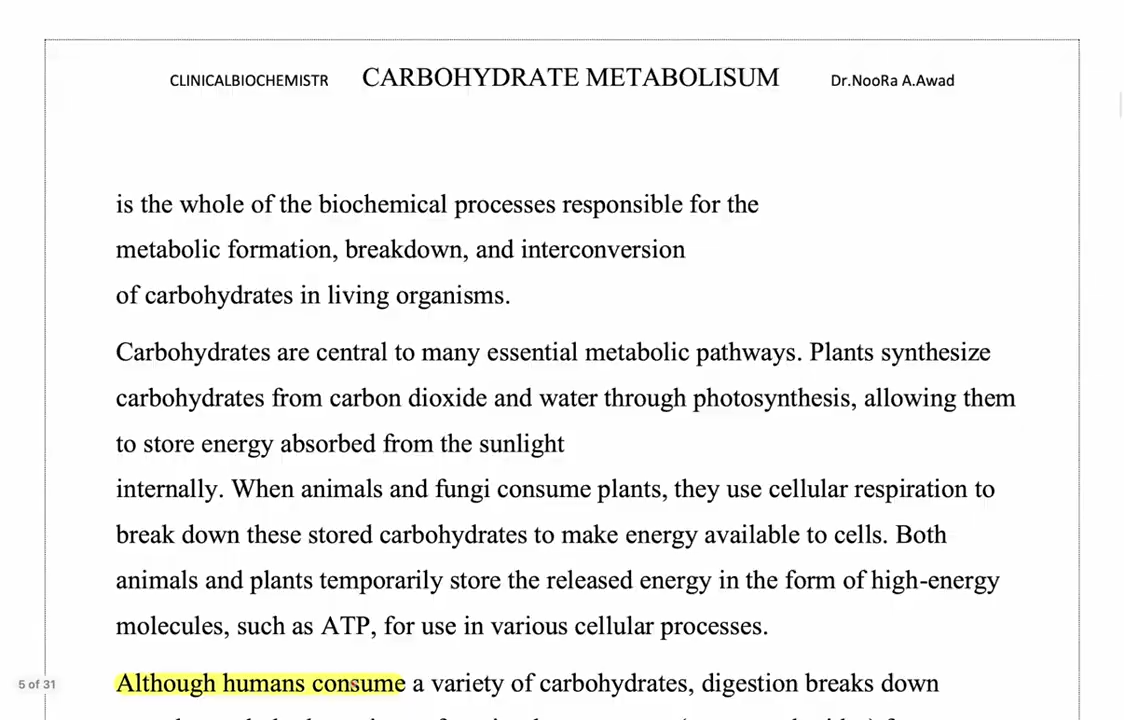 CLINICALBIOCHEMISTR CARBOHYDRATE METABOLISUM Dr.NooRa A.Awad
is the whole of the biochemical processes responsible for the
metabolic formation, breakdown, and interconversion
of carbohydrates in living organisms.
Carbohydrates are central to many essential metabolic pathways. Plants synthesize
carbohydrates from carbon dioxide and water through photosynthesis, allowing them
to store energy absorbed from the sunlight
internally. When animals and fungi consume plants, they use cellular respiration to
break down these stored carbohydrates to make energy available to cells. Both
animals and plants temporarily store the released energy in the form of high-energy
molecules, such as ATP, for use in various cellular processes.
5 of 31
Although humans consume a variety of carbohydrates, digestion breaks down